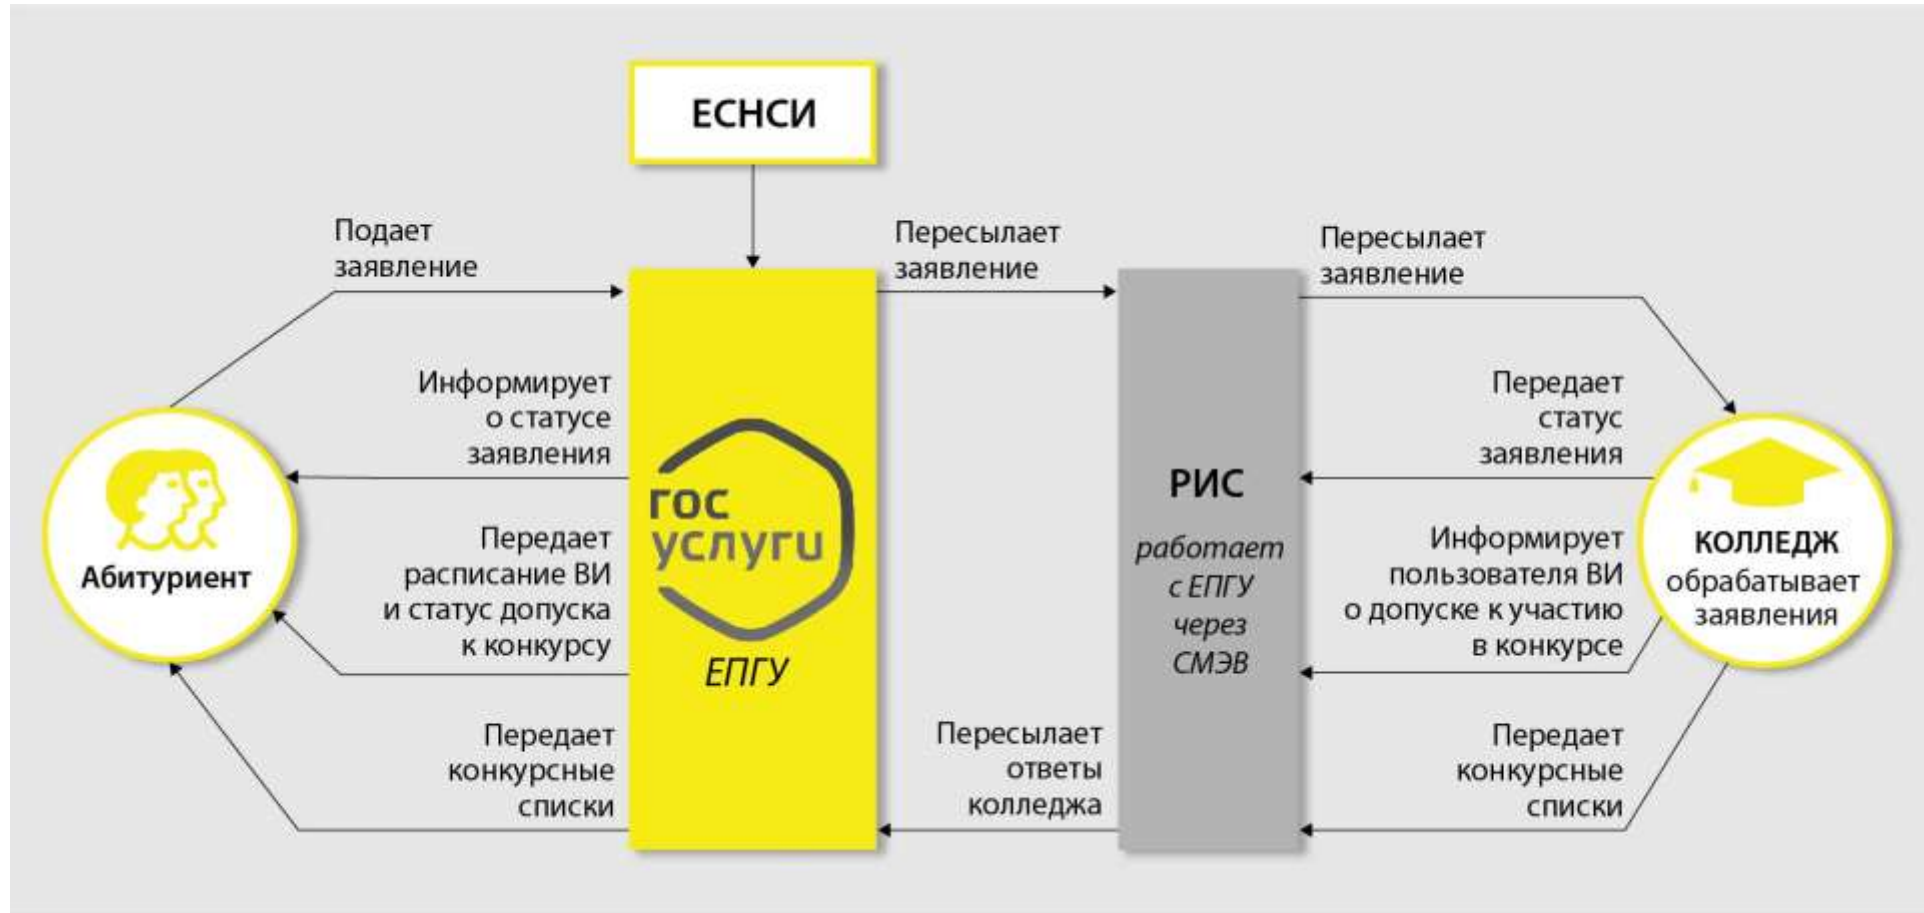 ЕСНСИ
Подает
заявление
Пересылает
заявление
Пересылает
заявление
Информирует
о статусе
заявления
Передает
статус
заявления
Абитуриент
Передает
расписание ВИ
и статус допуска
к конкурсу
гос
услуги
ЕПГУ
РИС
работает
с ЕПГУ
через
СМЭВ
Информирует
пользователя ВИ
о допуске к участию
в конкурсе
КОЛЛЕДЖ
обрабатывает
заявления
Передает
конкурсные
списки
Пересылает
ответы
колледжа
Передает
конкурсные
списки